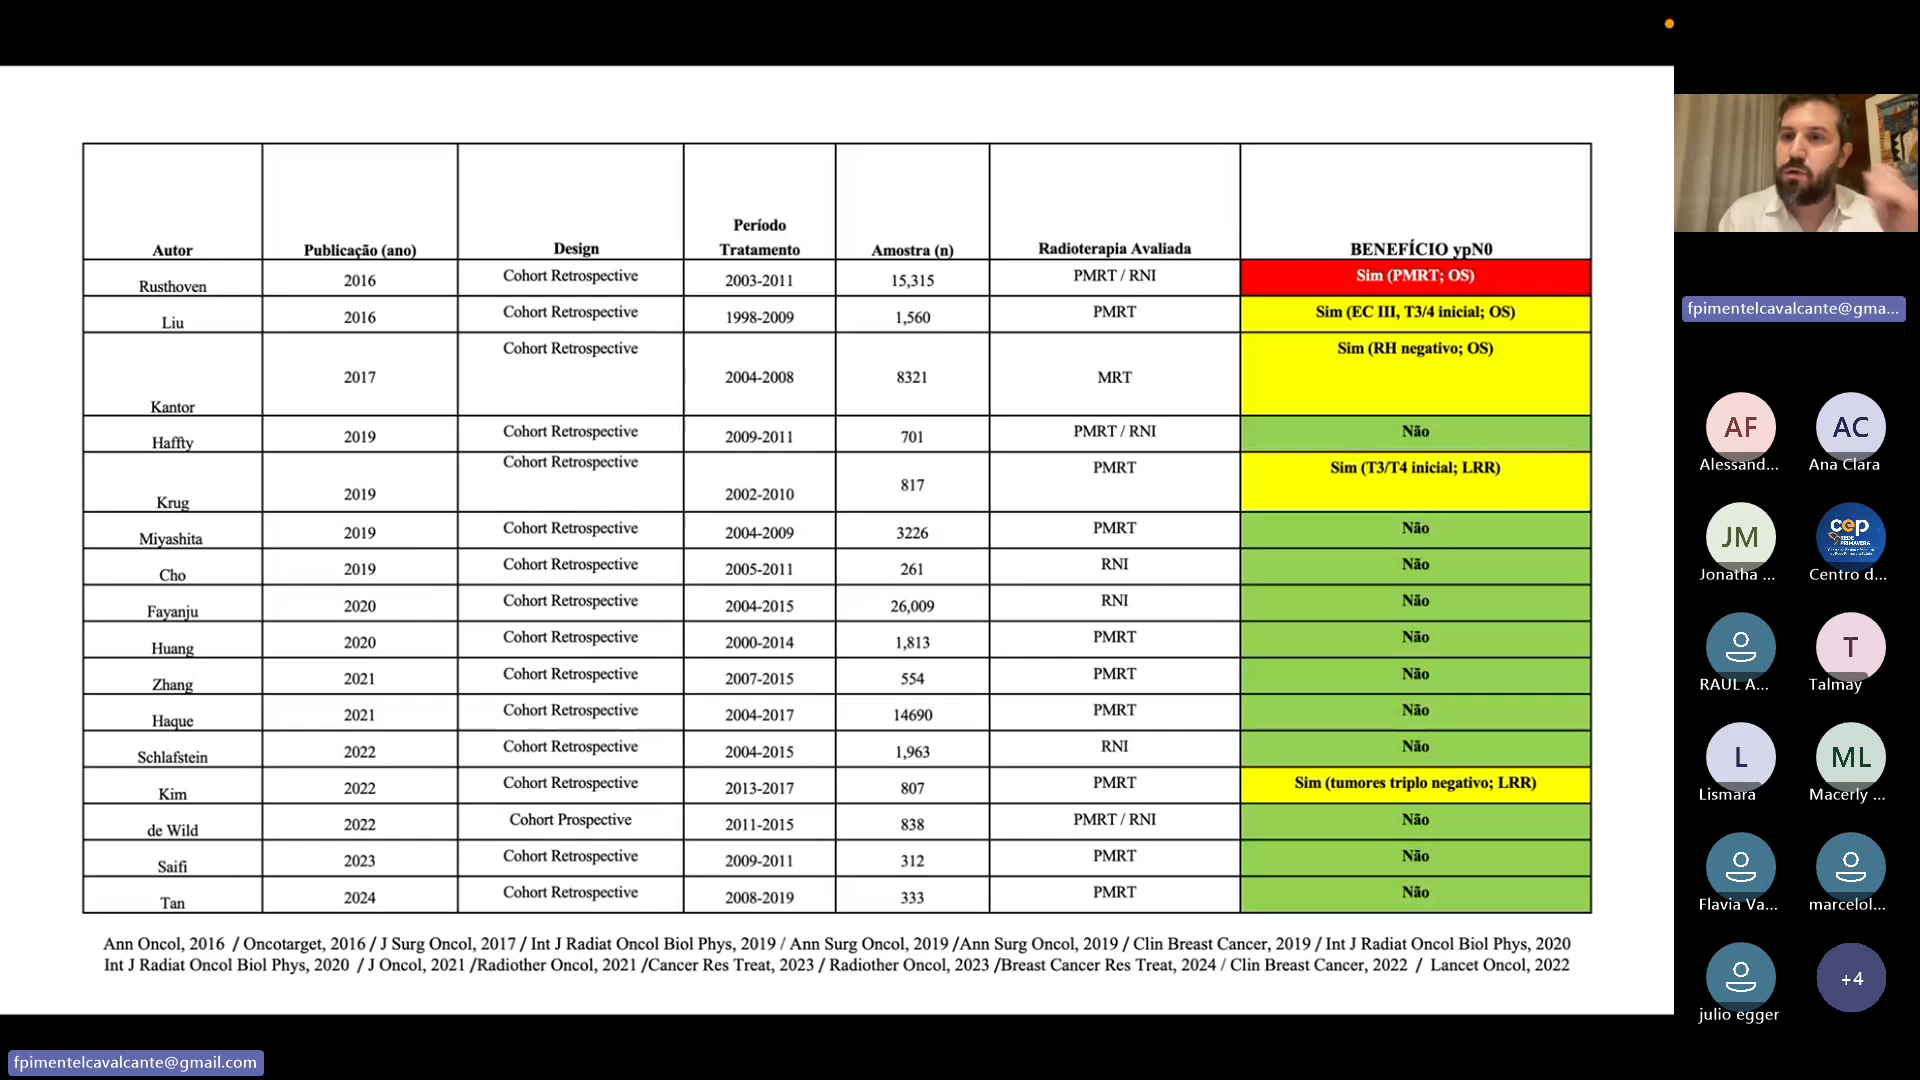 Autor Publicação (ano) Design Período Tratamento Amostra (n) Radioterapia Avaliada BENEFÍCIO ypN0
Rusthoven 2016 Cohort Retrospective 2003-2011 15,315 PMRT / RNI Sim (PMRT; OS)
Liu 2016 Cohort Retrospective 1998-2009 1,560 PMRT Sim (EC III, T3/4 inicial; OS)
Kantor 2017 Cohort Retrospective 2004-2008 8321 MRT Sim (RH negativo; OS)
Haffty 2019 Cohort Retrospective 2009-2011 701 PMRT / RNI Não
Krug 2019 Cohort Retrospective 2002-2010 817 PMRT Sim (T3/T4 inicial; LRR)
Miyashita 2019 Cohort Retrospective 2004-2009 3226 PMRT Não
Cho 2019 Cohort Retrospective 2005-2011 261 RNI Não
Fayanju 2020 Cohort Retrospective 2004-2015 26,009 RNI Não
Huang 2020 Cohort Retrospective 2000-2014 1,813 PMRT Não
Zhang 2021 Cohort Retrospective 2007-2015 554 PMRT Não
Haque 2021 Cohort Retrospective 2004-2017 14690 PMRT Não
Schlafstein 2022 Cohort Retrospective 2004-2015 1,963 RNI Não
Kim 2022 Cohort Retrospective 2013-2017 807 PMRT Sim (tumores triplo negativo; LRR)
de Wild 2022 Cohort Prospective 2011-2015 838 PMRT / RNI Não
Saifi 2023 Cohort Retrospective 2009-2011 312 PMRT Não
Tan 2024 Cohort Retrospective 2008-2019 333 PMRT Não
Ann Oncol, 2016 / Oncotarget, 2016 / J Surg Oncol, 2017 / Int J Radiat Oncol Biol Phys, 2019 / Ann Surg Oncol, 2019 /Ann Surg Oncol, 2019 / Clin Breast Cancer, 2019 / Int J Radiat Oncol Biol Phys, 2020
Int J Radiat Oncol Biol Phys, 2020 / J Oncol, 2021 /Radiother Oncol, 2021 /Cancer Res Treat, 2023 / Radiother Oncol, 2023 /Breast Cancer Res Treat, 2024 / Clin Breast Cancer, 2022 / Lancet Oncol, 2022
fpimentelcavalcante@gma...
AF AC
Alessand... Ana Clara
JM cep
REDE PRIMAVERA
Jonatha ... Centro d...
T
RAUL A... Talmay
L ML
Lismara Macerly ...
Flavia Va... marcelol...
+4
julio egger
fpimentelcavalcante@gmail.com